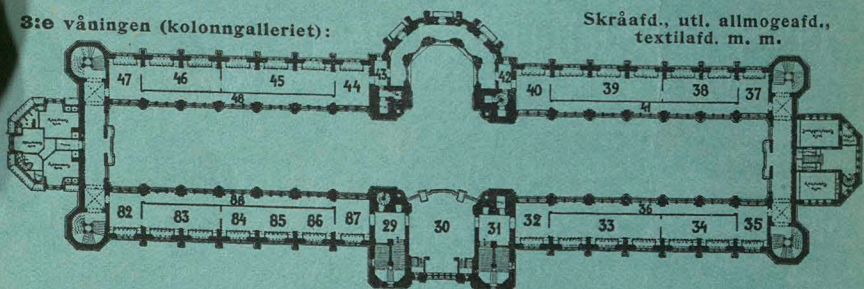 3:e våningen (kolonngalleriet):
Skråafd., utl. allmogeafd.,
textilafd. m. m.
43 42
47 46 45 44 40 39 38 37
48 41
88 36
82 83 84 85 86 87 29 30 31 32 33 34 35